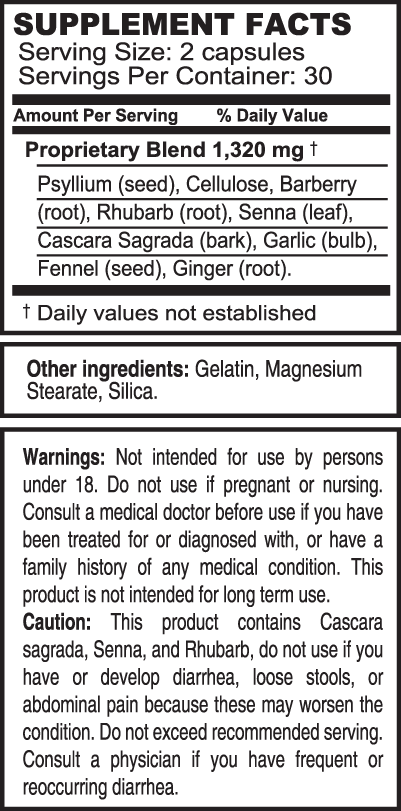 SUPPLEMENT FACTS
Serving Size: 2 capsules
Servings Per Container: 30
Amount Per Serving % Daily Value
Proprietary Blend 1,320 mg †
Psyllium (seed), Cellulose, Barberry
(root), Rhubarb (root), Senna (leaf),
Cascara Sagrada (bark), Garlic (bulb),
Fennel (seed), Ginger (root).
† Daily values not established
Other ingredients: Gelatin, Magnesium
Stearate, Silica.
Warnings: Not intended for use by persons
under 18. Do not use if pregnant or nursing.
Consult a medical doctor before use if you have
been treated for or diagnosed with, or have a
family history of any medical condition. This
product is not intended for long term use.
Caution: This product contains Cascara
sagrada, Senna, and Rhubarb, do not use if you
have or develop diarrhea, loose stools, or
abdominal pain because these may worsen the
condition. Do not exceed recommended serving.
Consult a physician if you have frequent or
reoccurring diarrhea.